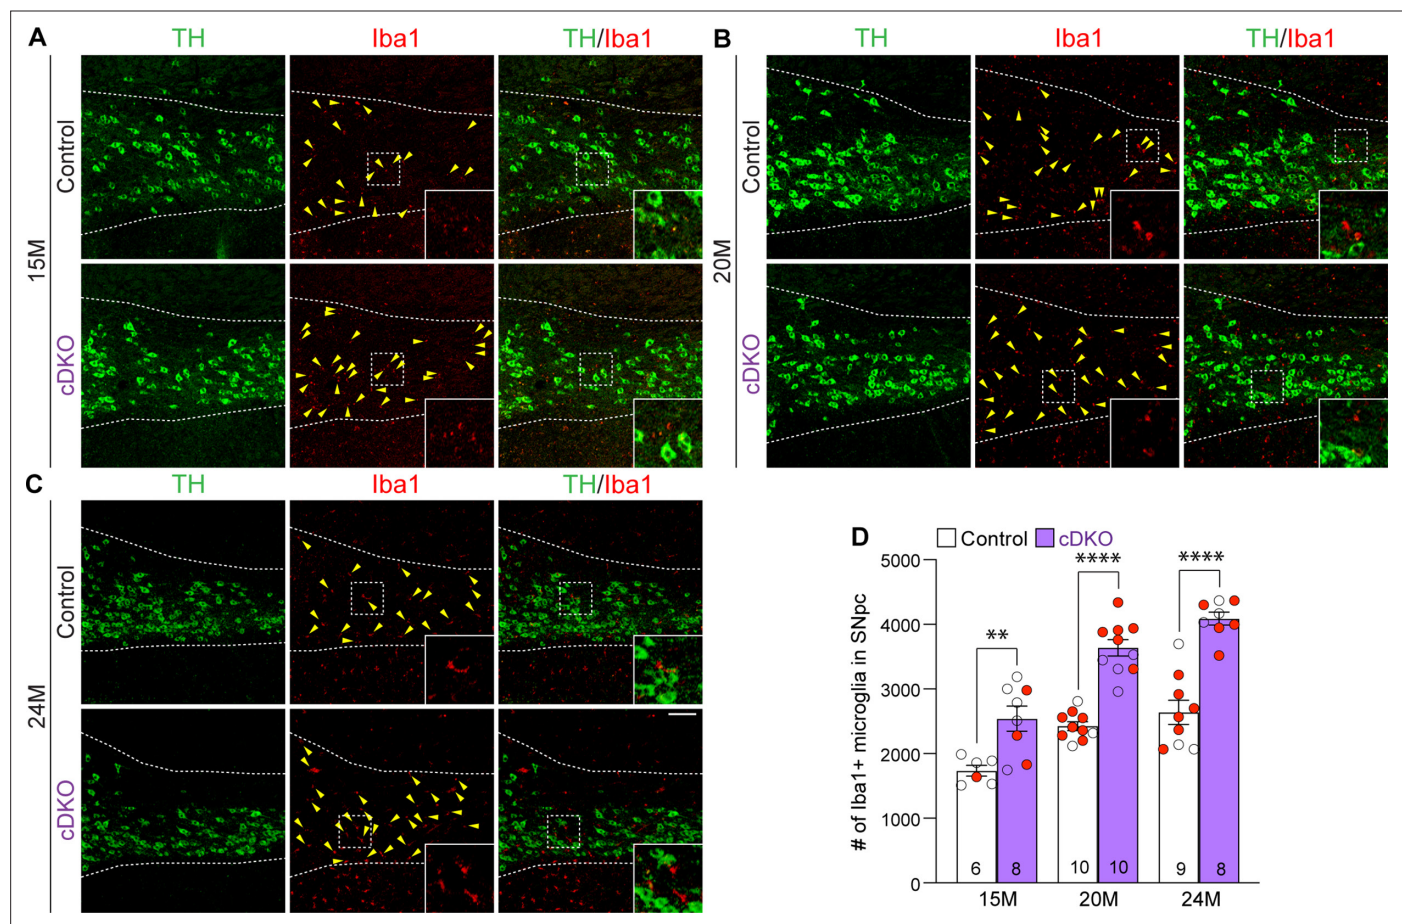 A TH Iba1 TH/Iba1
15M
Control
cDKO
B TH Iba1 TH/Iba1
20M
Control
cDKO
C TH Iba1 TH/Iba1
24M
Control
cDKO
D Control cDKO
# of Iba1+ microglia in SNpc
5000
4000
3000
2000
1000
0
** **** ****
6 8 10 10 9 8
15M 20M 24M